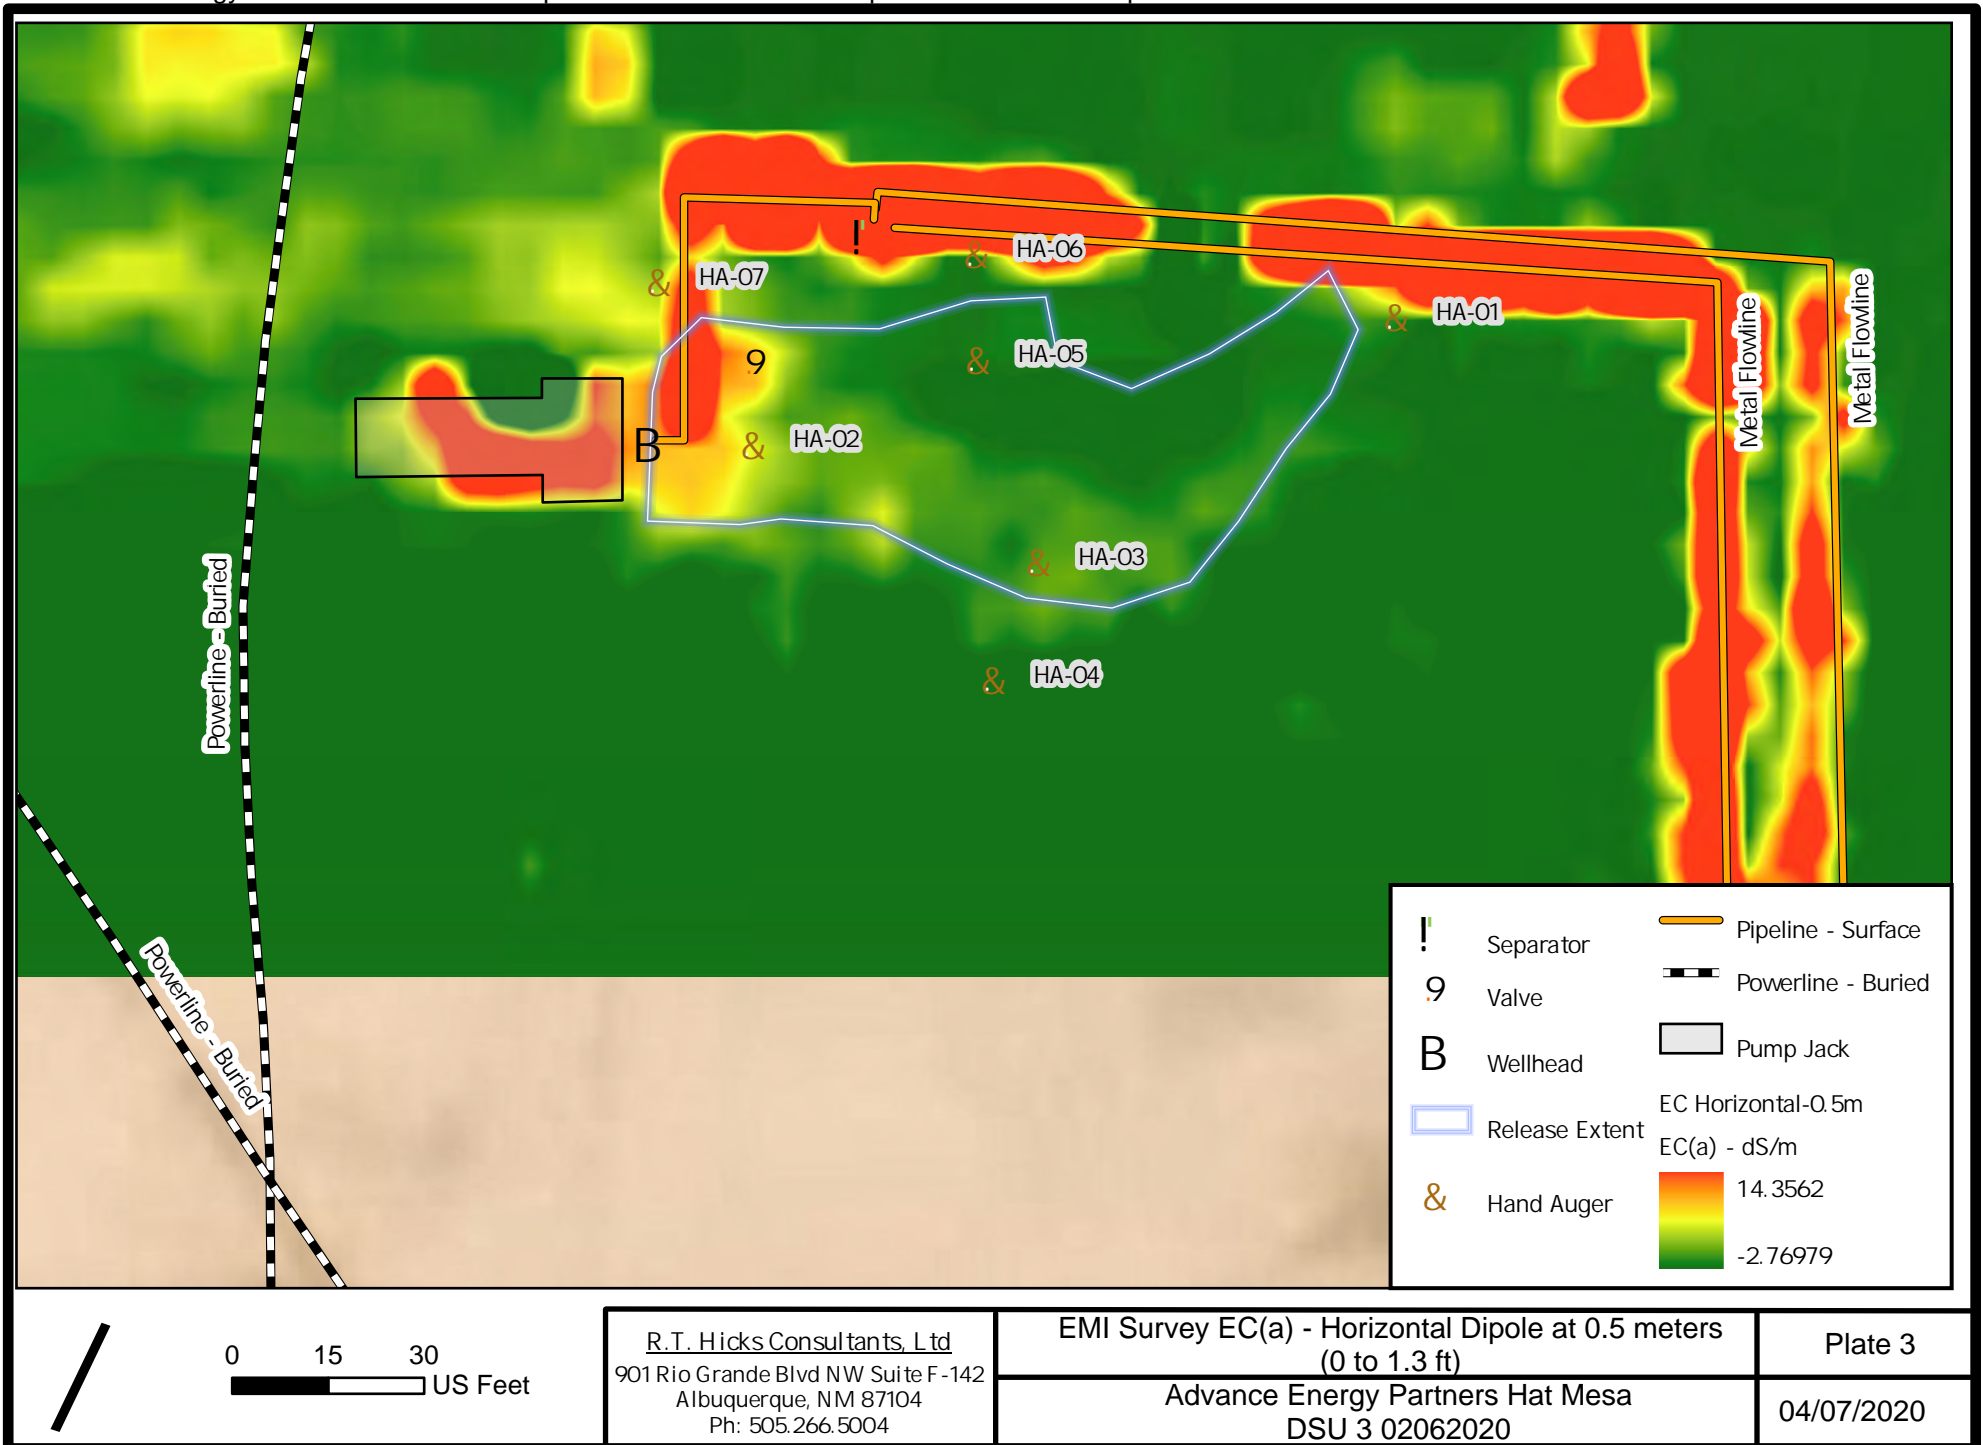 HA-06
HA-07
HA-01
HA-05
9
HA-02
B
HA-03
HA-04
&
&
&
&
&
&
&
!
Metal Flowline
Metal Flowline
Powerline - Buried
Powerline - Buried
! Separator
9 Valve
B Wellhead
Release Extent
& Hand Auger
Pipeline - Surface
Powerline - Buried
Pump Jack
EC Horizontal-0.5m
EC(a) - dS/m
14.3562
-2.76979
0 15 30
US Feet
R.T. Hicks Consultants, Ltd
901 Rio Grande Blvd NW Suite F-142
Albuquerque, NM 87104
Ph: 505.266.5004
EMI Survey EC(a) - Horizontal Dipole at 0.5 meters
(0 to 1.3 ft)
Advance Energy Partners Hat Mesa
DSU 3 02062020
Plate 3
04/07/2020